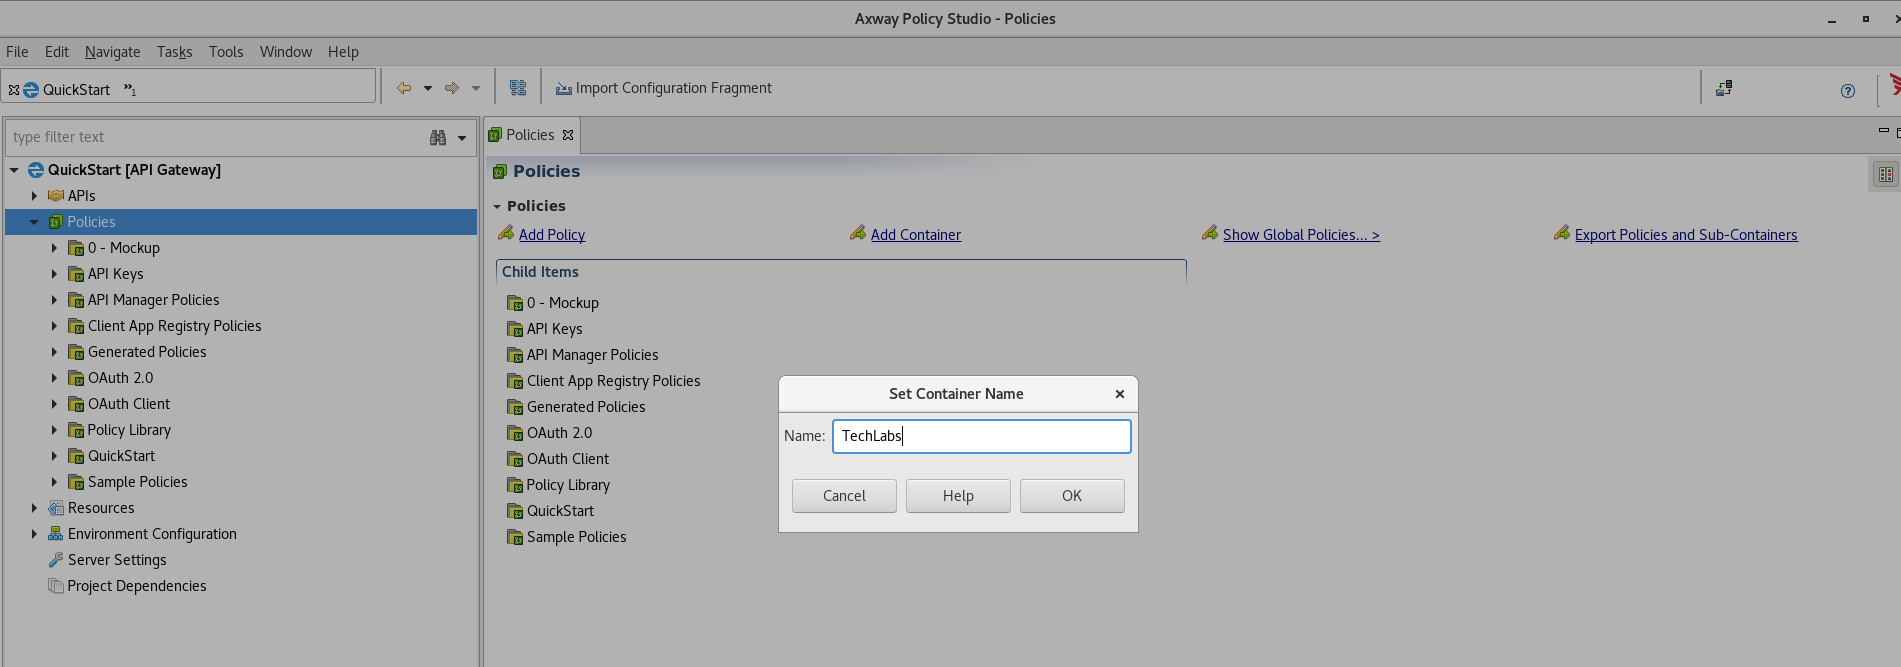 Axway Policy Studio - Policies
File Edit Navigate Tasks Tools Window Help
QuickStart »1 Import Configuration Fragment
type filter text
QuickStart [API Gateway]
APIs
Policies
0 - Mockup
API Keys
API Manager Policies
Client App Registry Policies
Generated Policies
OAuth 2.0
OAuth Client
Policy Library
QuickStart
Sample Policies
Resources
Environment Configuration
Server Settings
Project Dependencies
Policies
Policies
Policies
Add Policy Add Container Show Global Policies... > Export Policies and Sub-Containers
Child Items
0 - Mockup
API Keys
API Manager Policies
Client App Registry Policies
Generated Policies
OAuth 2.0
OAuth Client
Policy Library
QuickStart
Sample Policies
Set Container Name
Name: TechLabs
Cancel Help OK